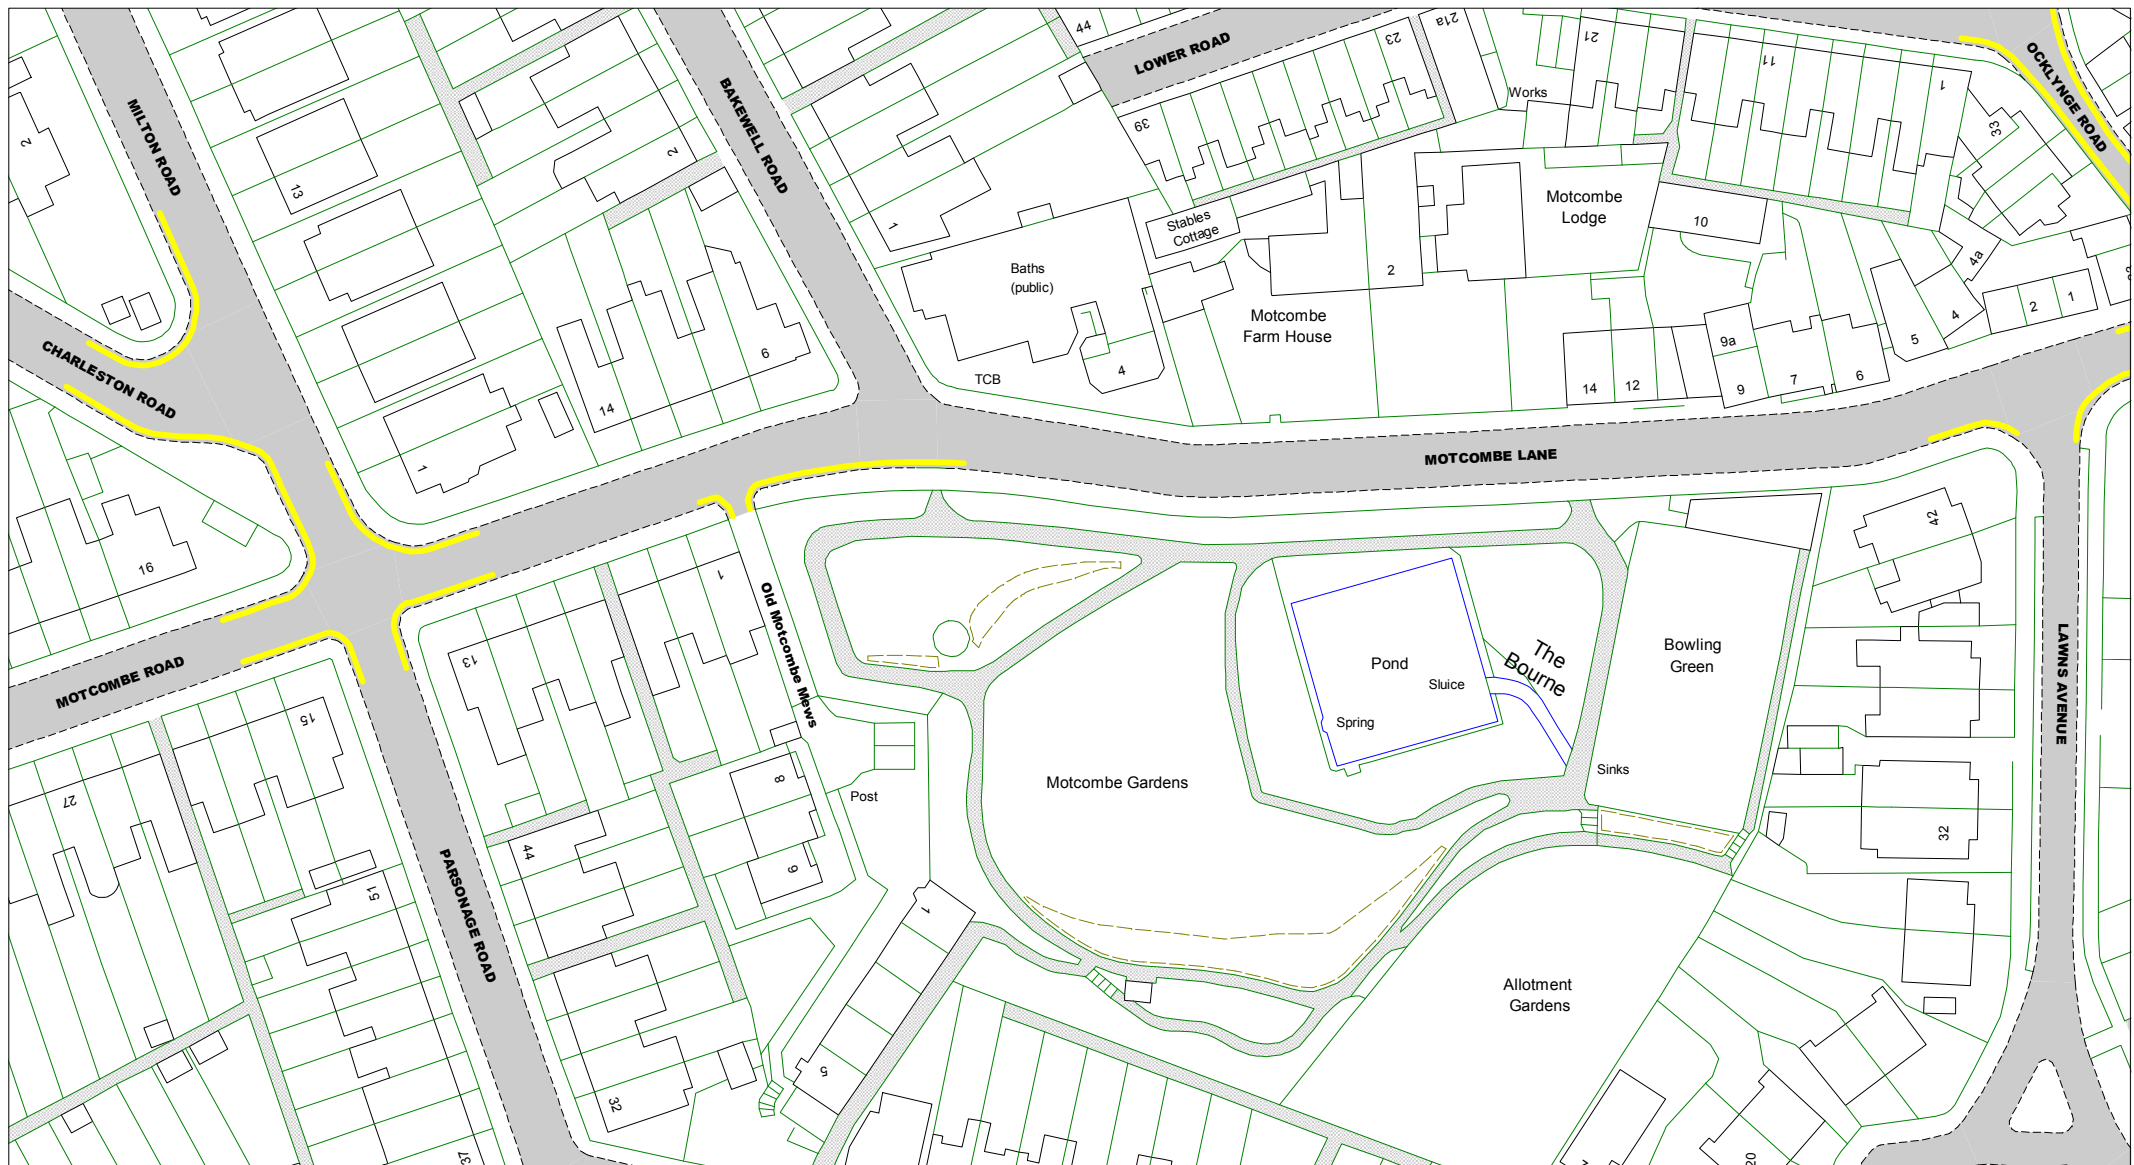 44
LOWER ROAD
23
21a
21
11
1
OCKLYNGE ROAD
Works
2
MILTON ROAD
13
2
BAKEWELL ROAD
39
33
1
Stables
Cottage
Motcombe
Lodge
10
4a
Baths
(public)
2
2
1
4
Motcombe
Farm House
9a
5
CHARLESTON ROAD
6
TCB
4
14
12
9
7
6
14
1
MOTCOMBE LANE
16
42
1
13
Old Motcombe Mews
Pond
Sluice
Spring
The
Bourne
Bowling
Green
LAWNS AVENUE
MOTCOMBE ROAD
15
27
8
Post
Motcombe Gardens
Sinks
32
44
6
51
1
PARSONAGE ROAD
Allotment
Gardens
5
32
37
20